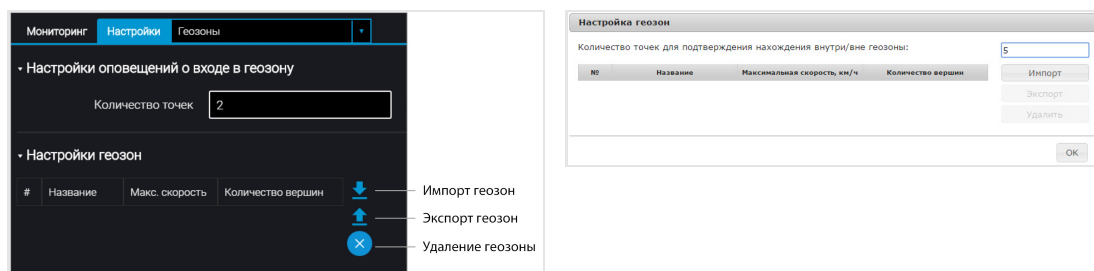 Мониторинг Настройки Геозоны
Настройки оповещений о входе в геозону
Количество точек 2
Настройки геозон
# Название Макс. скорость Количество вершин
Импорт геозон
Экспорт геозон
Удаление геозоны
Настройка геозон
Количество точек для подтверждения нахождения внутри/вне геозоны: 5
№ Название Максимальная скорость, км/ч Количество вершин
Импорт
Экспорт
Удалить
OK